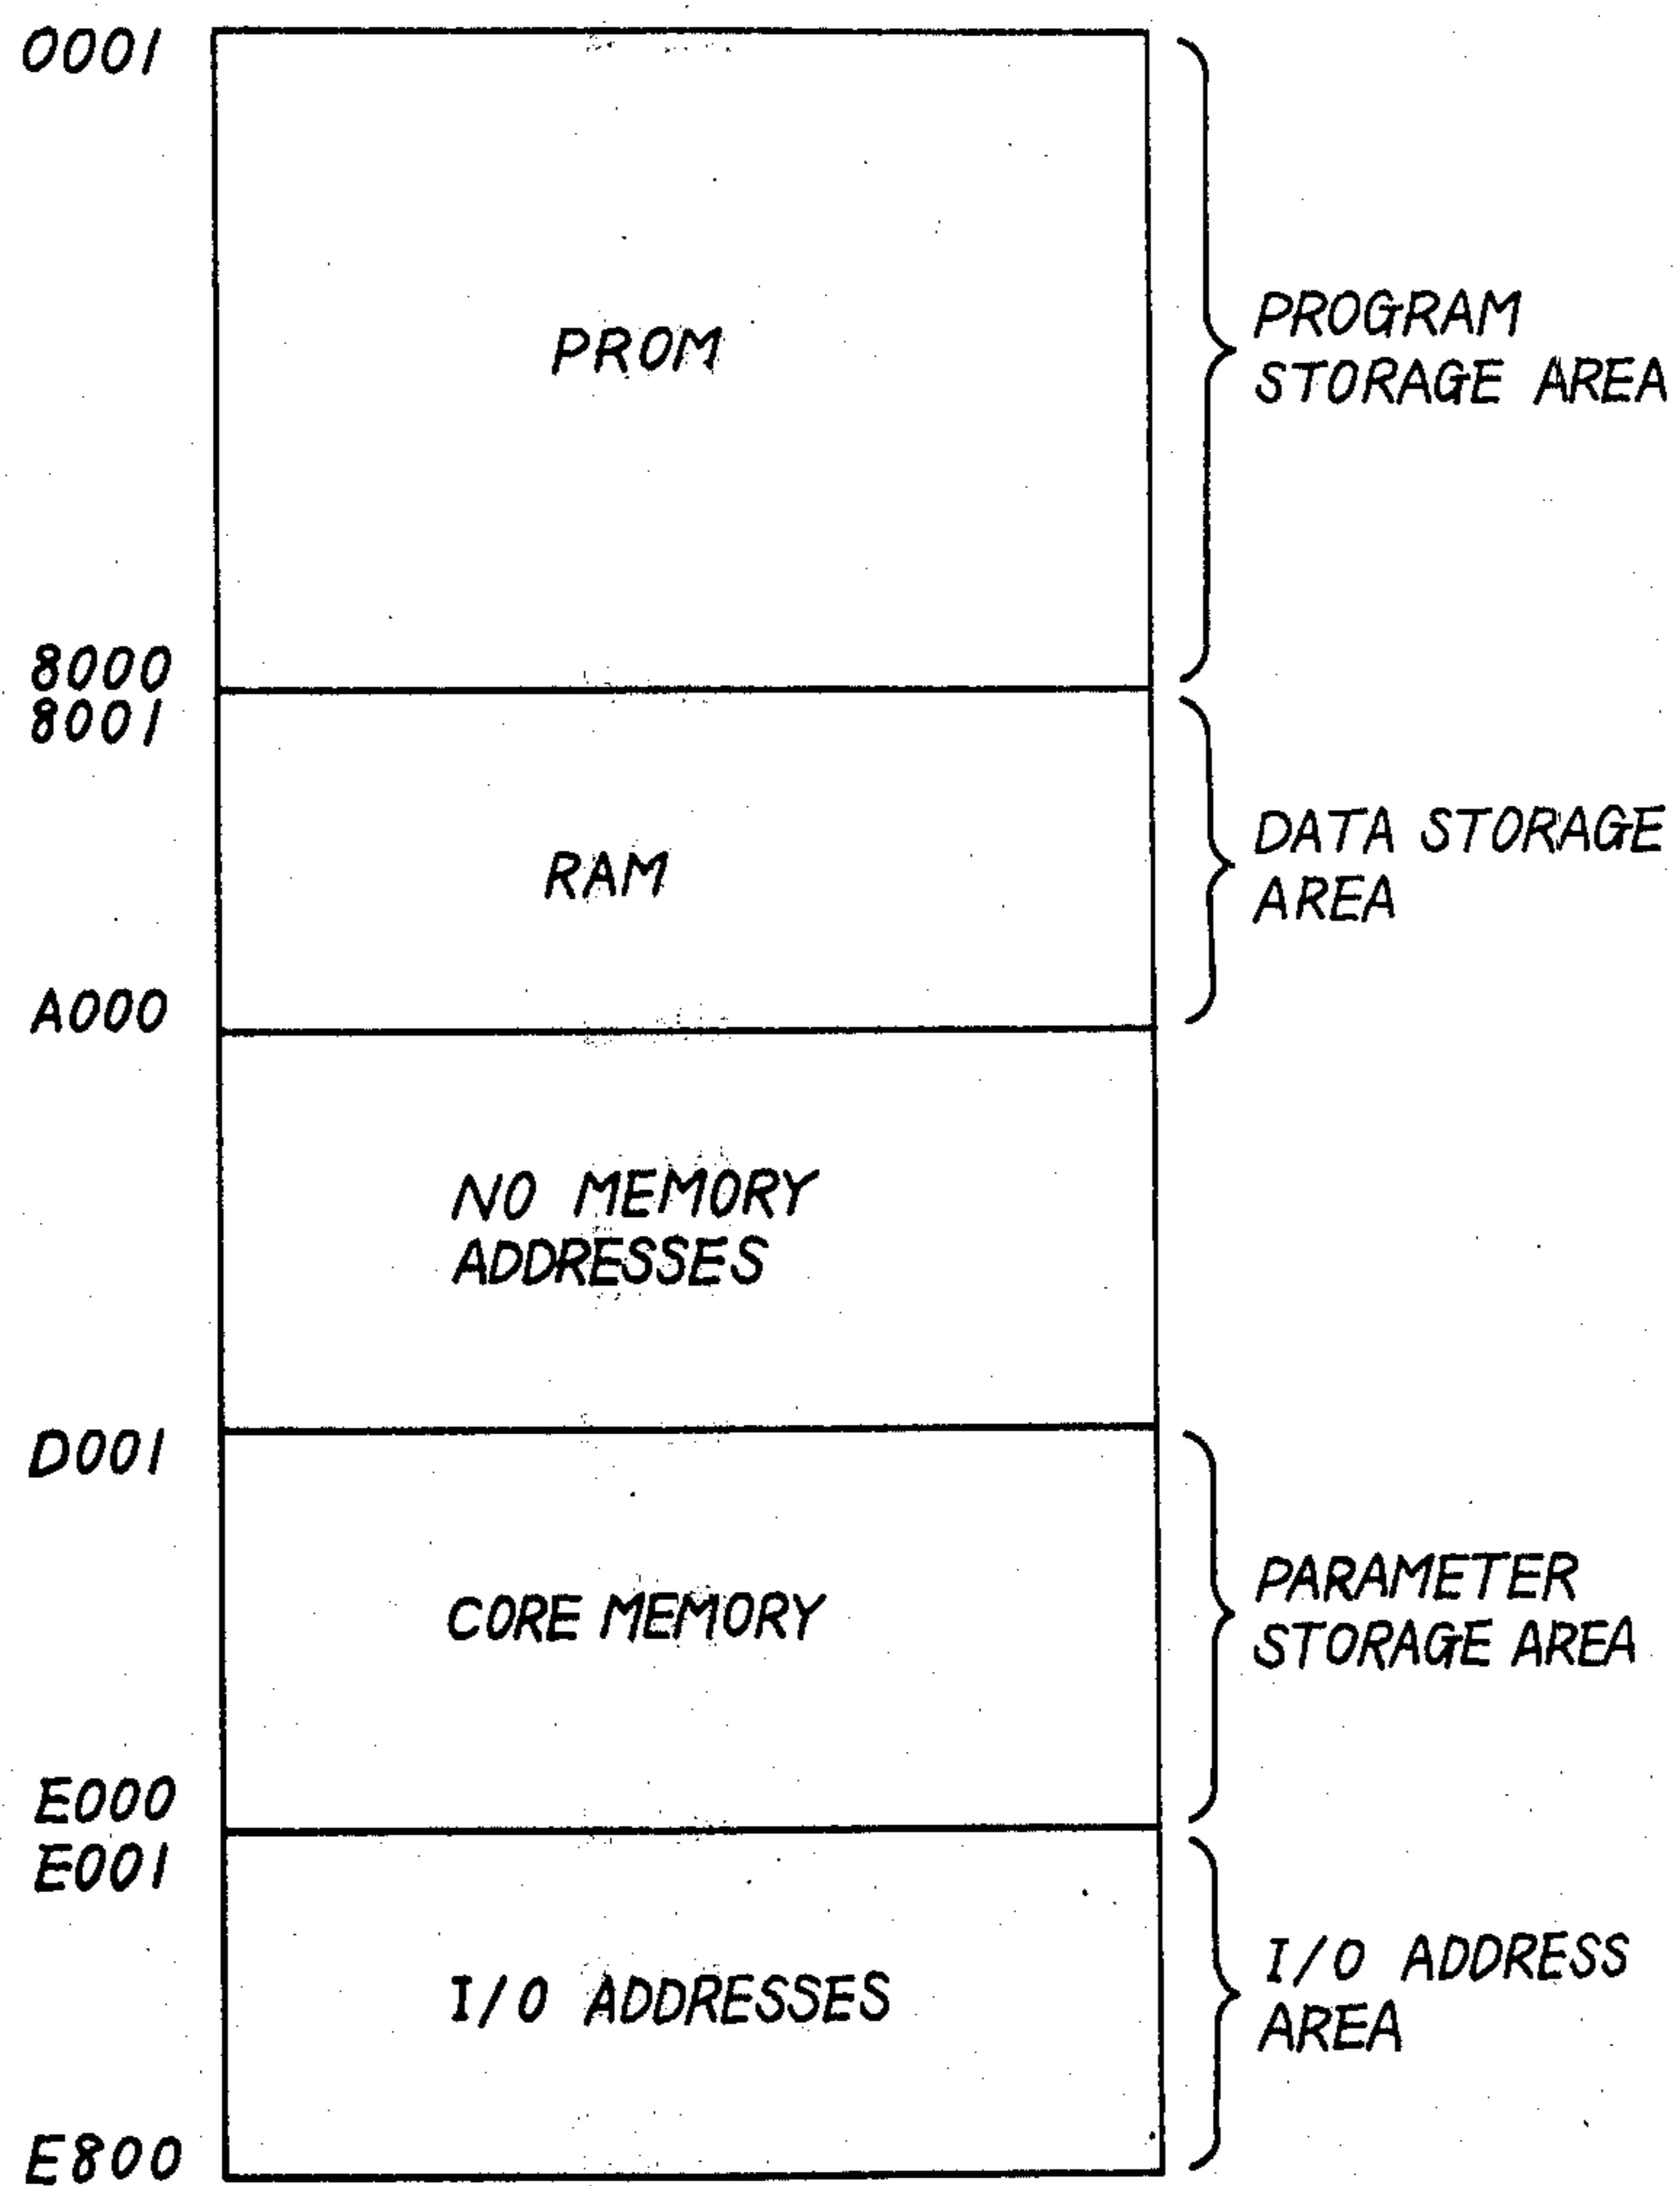 0001
PROM
PROGRAM
STORAGE AREA
8000
8001
RAM
DATA STORAGE
AREA
A000
NO MEMORY
ADDRESSES
D001
CORE MEMORY
PARAMETER
STORAGE AREA
E000
E001
I/O ADDRESSES
I/O ADDRESS
AREA
E800